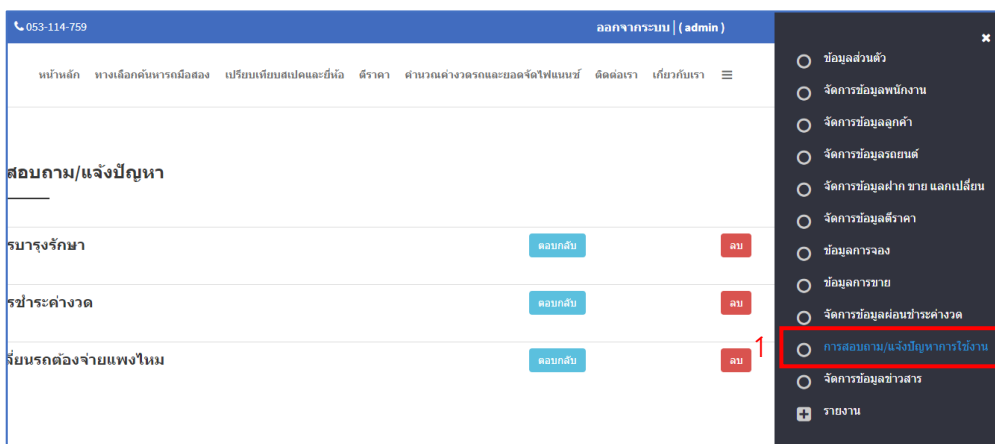 053-114-759
ออกจากระบบ | ( admin )
หน้าหลัก ทางเลือกค้นหารถมือสอง เปรียบเทียบสเปคและยี่ห้อ ตีราคา คำนวณค่างวดรถและยอดจัดไฟแนนซ์ ติดต่อเรา เกี่ยวกับเรา
สอบถาม/แจ้งปัญหา
รบารุงรักษา ตอบกลับ ลบ
รชำระค่างวด ตอบกลับ ลบ
ลี่ยนรถต้องจ่ายแพงไหม ตอบกลับ ลบ
1
ข้อมูลส่วนตัว
จัดการข้อมูลพนักงาน
จัดการข้อมูลลูกค้า
จัดการข้อมูลรถยนต์
จัดการข้อมูลฝาก ขาย แลกเปลี่ยน
จัดการข้อมูลตีราคา
ข้อมูลการจอง
ข้อมูลการขาย
จัดการข้อมูลผ่อนชำระค่างวด
การสอบถาม/แจ้งปัญหาการใช้งาน
จัดการข้อมูลข่าวสาร
รายงาน